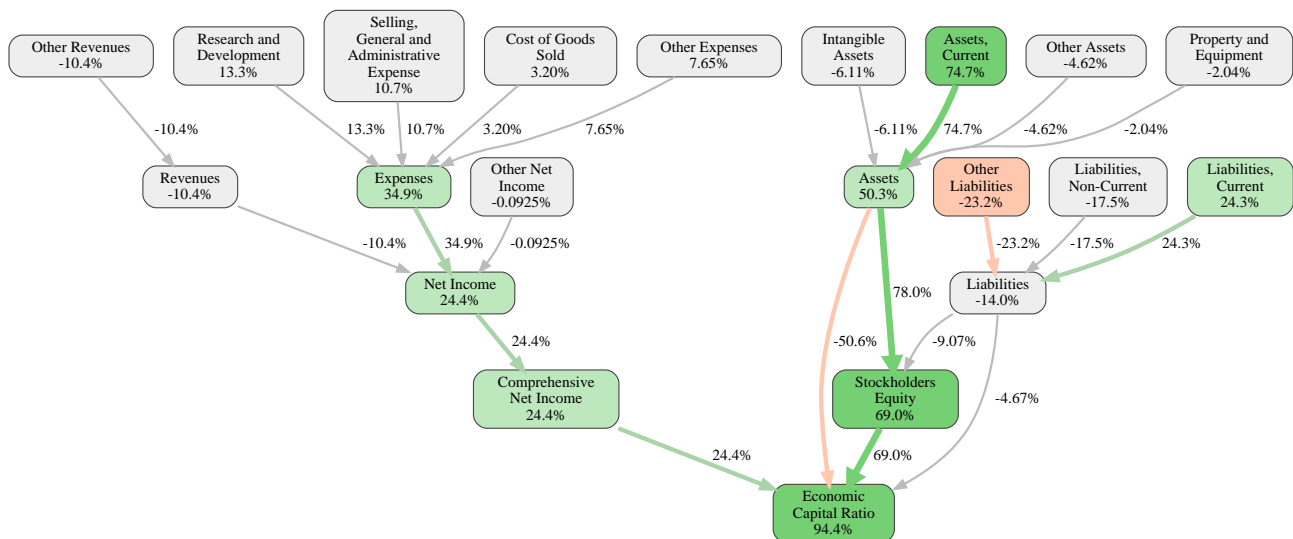 Other Revenues
-10.4%
Research and
Development
13.3%
Selling,
General and
Administrative
Expense
10.7%
Cost of Goods
Sold
3.20%
Other Expenses
7.65%
Intangible
Assets
-6.11%
Assets,
Current
74.7%
Other Assets
-4.62%
Property and
Equipment
-2.04%
-10.4%
13.3%
10.7%
3.20%
7.65%
-6.11%
74.7%
-4.62%
-2.04%
Revenues
-10.4%
Expenses
34.9%
Other Net
Income
-0.0925%
Assets
50.3%
Other
Liabilities
-23.2%
Liabilities,
Non-Current
-17.5%
Liabilities,
Current
24.3%
-10.4%
34.9%
-0.0925%
-23.2%
-17.5%
24.3%
Net Income
24.4%
78.0%
Liabilities
-14.0%
24.4%
-50.6%
-9.07%
Comprehensive
Net Income
24.4%
Stockholders
Equity
69.0%
-4.67%
24.4%
69.0%
Economic
Capital Ratio
94.4%